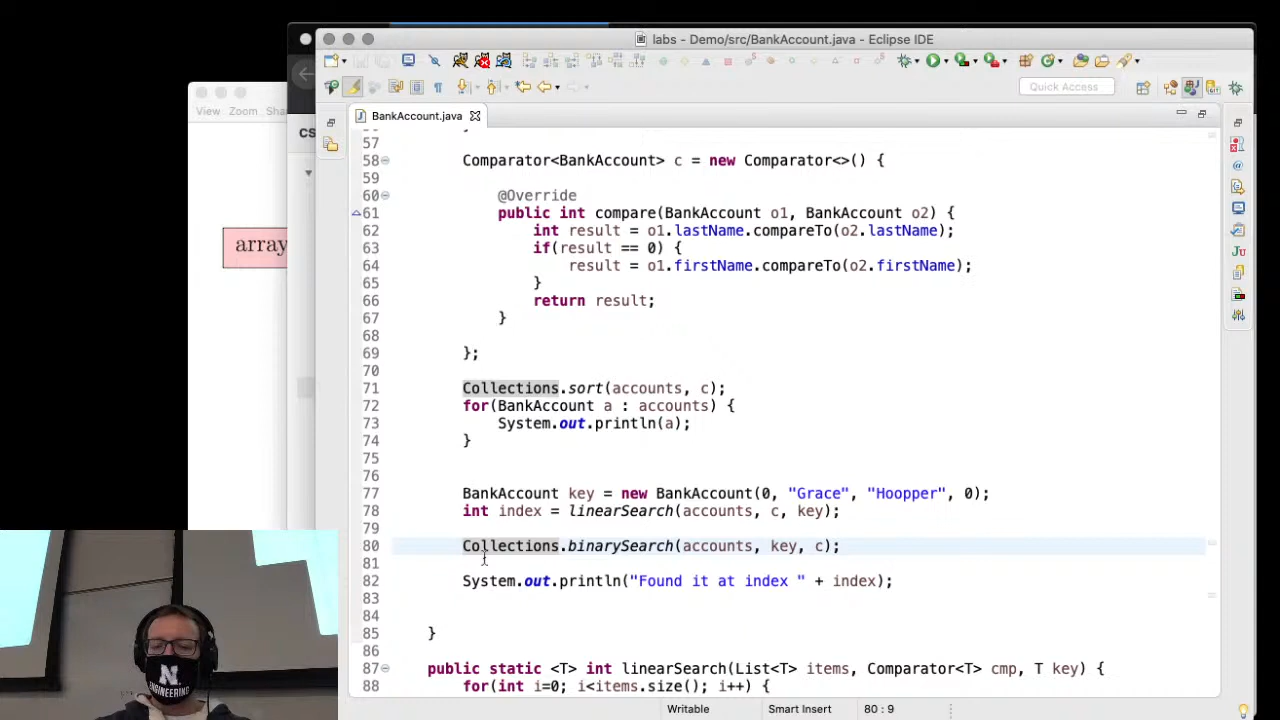 labs - Demo/src/BankAccount.java - Eclipse IDE
View Zoom Sha
Quick Access
cs
BankAccount.java
array
57
58 Comparator<BankAccount> c = new Comparator<>() {
59
60 @Override
61 public int compare(BankAccount o1, BankAccount o2) {
62 int result = o1.lastName.compareTo(o2.lastName);
63 if(result == 0) {
64 result = o1.firstName.compareTo(o2.firstName);
65 }
66 return result;
67 }
68
69 };
70
71 Collections.sort(accounts, c);
72 for(BankAccount a : accounts) {
73 System.out.println(a);
74 }
75
76
77 BankAccount key = new BankAccount(0, "Grace", "Hoopper", 0);
78 int index = linearSearch(accounts, c, key);
79
80 Collections.binarySearch(accounts, key, c);
81
82 System.out.println("Found it at index " + index);
83
84
85 }
86
87 public static <T> int linearSearch(List<T> items, Comparator<T> cmp, T key) {
88 for(int i=0; i<items.size(); i++) {
Writable Smart Insert 80 : 9
N
ENGINEERING